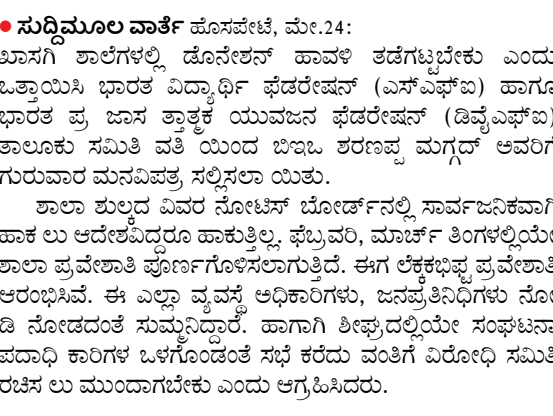 ● ಸುದ್ದಿಮೂಲ ವಾರ್ತೆ ಹೊಸಪೇಟೆ, ಮೇ.24:
ಖಾಸಗಿ ಶಾಲೆಗಳಲ್ಲಿ ಡೊನೇಶನ್ ಹಾವಳಿ ತಡೆಗಟ್ಟಬೇಕು ಎಂದು
ಒತ್ತಾಯಿಸಿ ಭಾರತ ವಿದ್ಯಾರ್ಥಿ ಫೆಡರೇಷನ್ (ಎಸ್ಎಫ್ಐ) ಹಾಗೂ
ಭಾರತ ಪ್ರ ಜಾಸ ತ್ತಾತ್ಮಕ ಯುವಜನ ಫೆಡರೇಷನ್ (ಡಿವೈಎಫ್ಐ)
ತಾಲೂಕು ಸಮಿತಿ ವತಿ ಯಿಂದ ಬಿಇಒ ಶರಣಪ್ಪ ಮಗ್ಗದ್ ಅವರಿಗೆ
ಗುರುವಾರ ಮನವಿಪತ್ರ ಸಲ್ಲಿಸಲಾ ಯಿತು.
ಶಾಲಾ ಶುಲ್ಕದ ವಿವರ ನೋಟಿಸ್ ಬೋರ್ಡ್‌ನಲ್ಲಿ ಸಾರ್ವಜನಿಕವಾಗಿ
ಹಾಕ ಲು ಆದೇಶವಿದ್ದರೂ ಹಾಕುತ್ತಿಲ್ಲ. ಫೆಬ್ರವರಿ, ಮಾರ್ಚ್ ತಿಂಗಳಲ್ಲಿಯೇ
ಶಾಲಾ ಪ್ರವೇಶಾತಿ ಪೂರ್ಣಗೊಳಿಸಲಾಗುತ್ತಿದೆ. ಈಗ ಲೆಕ್ಕಕಭಿಫ್ಟ ಪ್ರವೇಶಾತಿ
ಆರಂಭಿಸಿವೆ. ಈ ಎಲ್ಲಾ ವ್ಯವಸ್ಥೆ ಅಧಿಕಾರಿಗಳು, ಜನಪ್ರತಿನಿಧಿಗಳು ನೋ
ಡಿ ನೋಡದಂತೆ ಸುಮ್ಮನಿದ್ದಾರೆ. ಹಾಗಾಗಿ ಶೀಘ್ರದಲ್ಲಿಯೇ ಸಂಘಟನಾ
ಪದಾಧಿ ಕಾರಿಗಳ ಒಳಗೊಂಡಂತೆ ಸಭೆ ಕರೆದು ವಂತಿಗೆ ವಿರೋಧಿ ಸಮಿತಿ
ರಚಿಸ ಲು ಮುಂದಾಗಬೇಕು ಎಂದು ಆಗ್ರಹಿಸಿದರು.